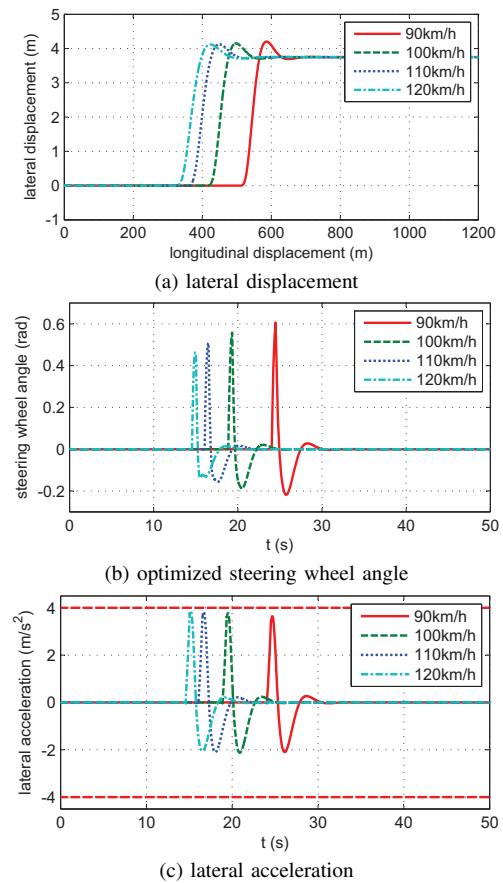 5
4
3
2
1
0
-1
lateral displacement (m)
90km/h
100km/h
110km/h
120km/h
0 200 400 600 800 1000 1200
longitudinal displacement (m)
(a) lateral displacement
0.6
0.4
0.2
0
-0.2
steering wheel angle (rad)
90km/h
100km/h
110km/h
120km/h
0 10 20 30 40 50
t (s)
(b) optimized steering wheel angle
4
2
0
-2
-4
lateral acceleration (m/s²)
90km/h
100km/h
110km/h
120km/h
0 10 20 30 40 50
t (s)
(c) lateral acceleration